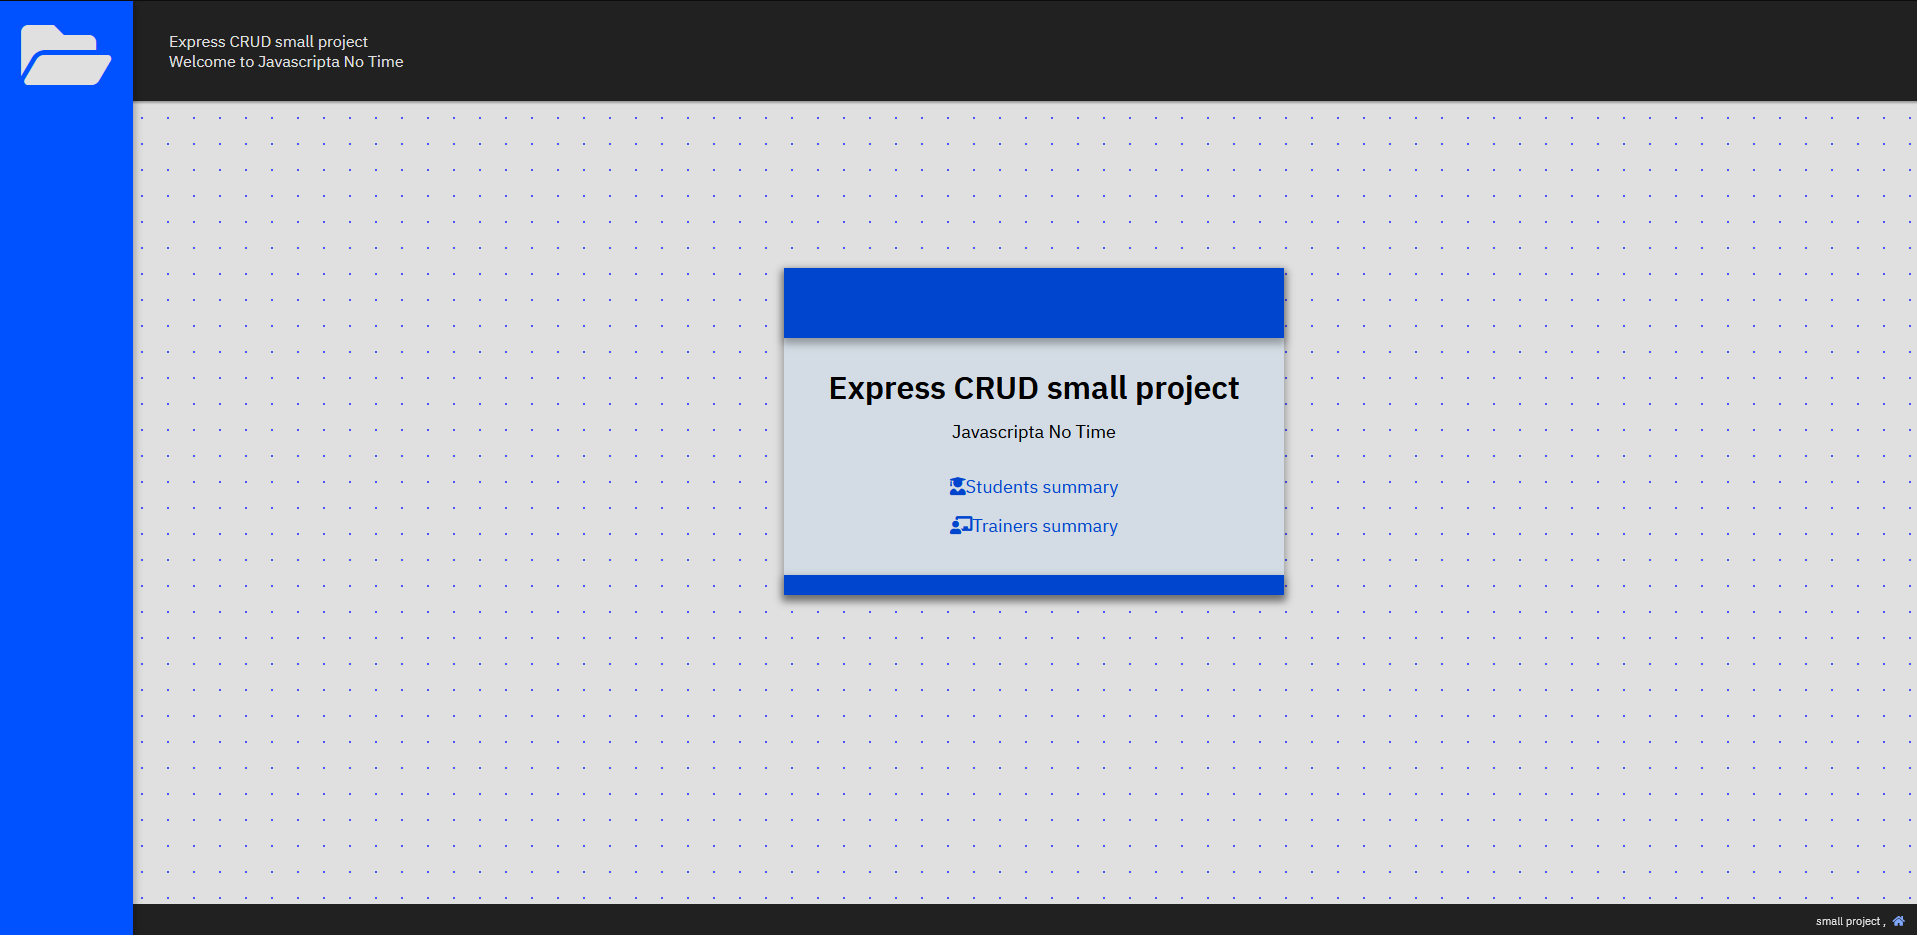 Express CRUD small project
Welcome to Javascripta No Time
Express CRUD small project
Javascripta No Time
Students summary
Trainers summary
small project ,